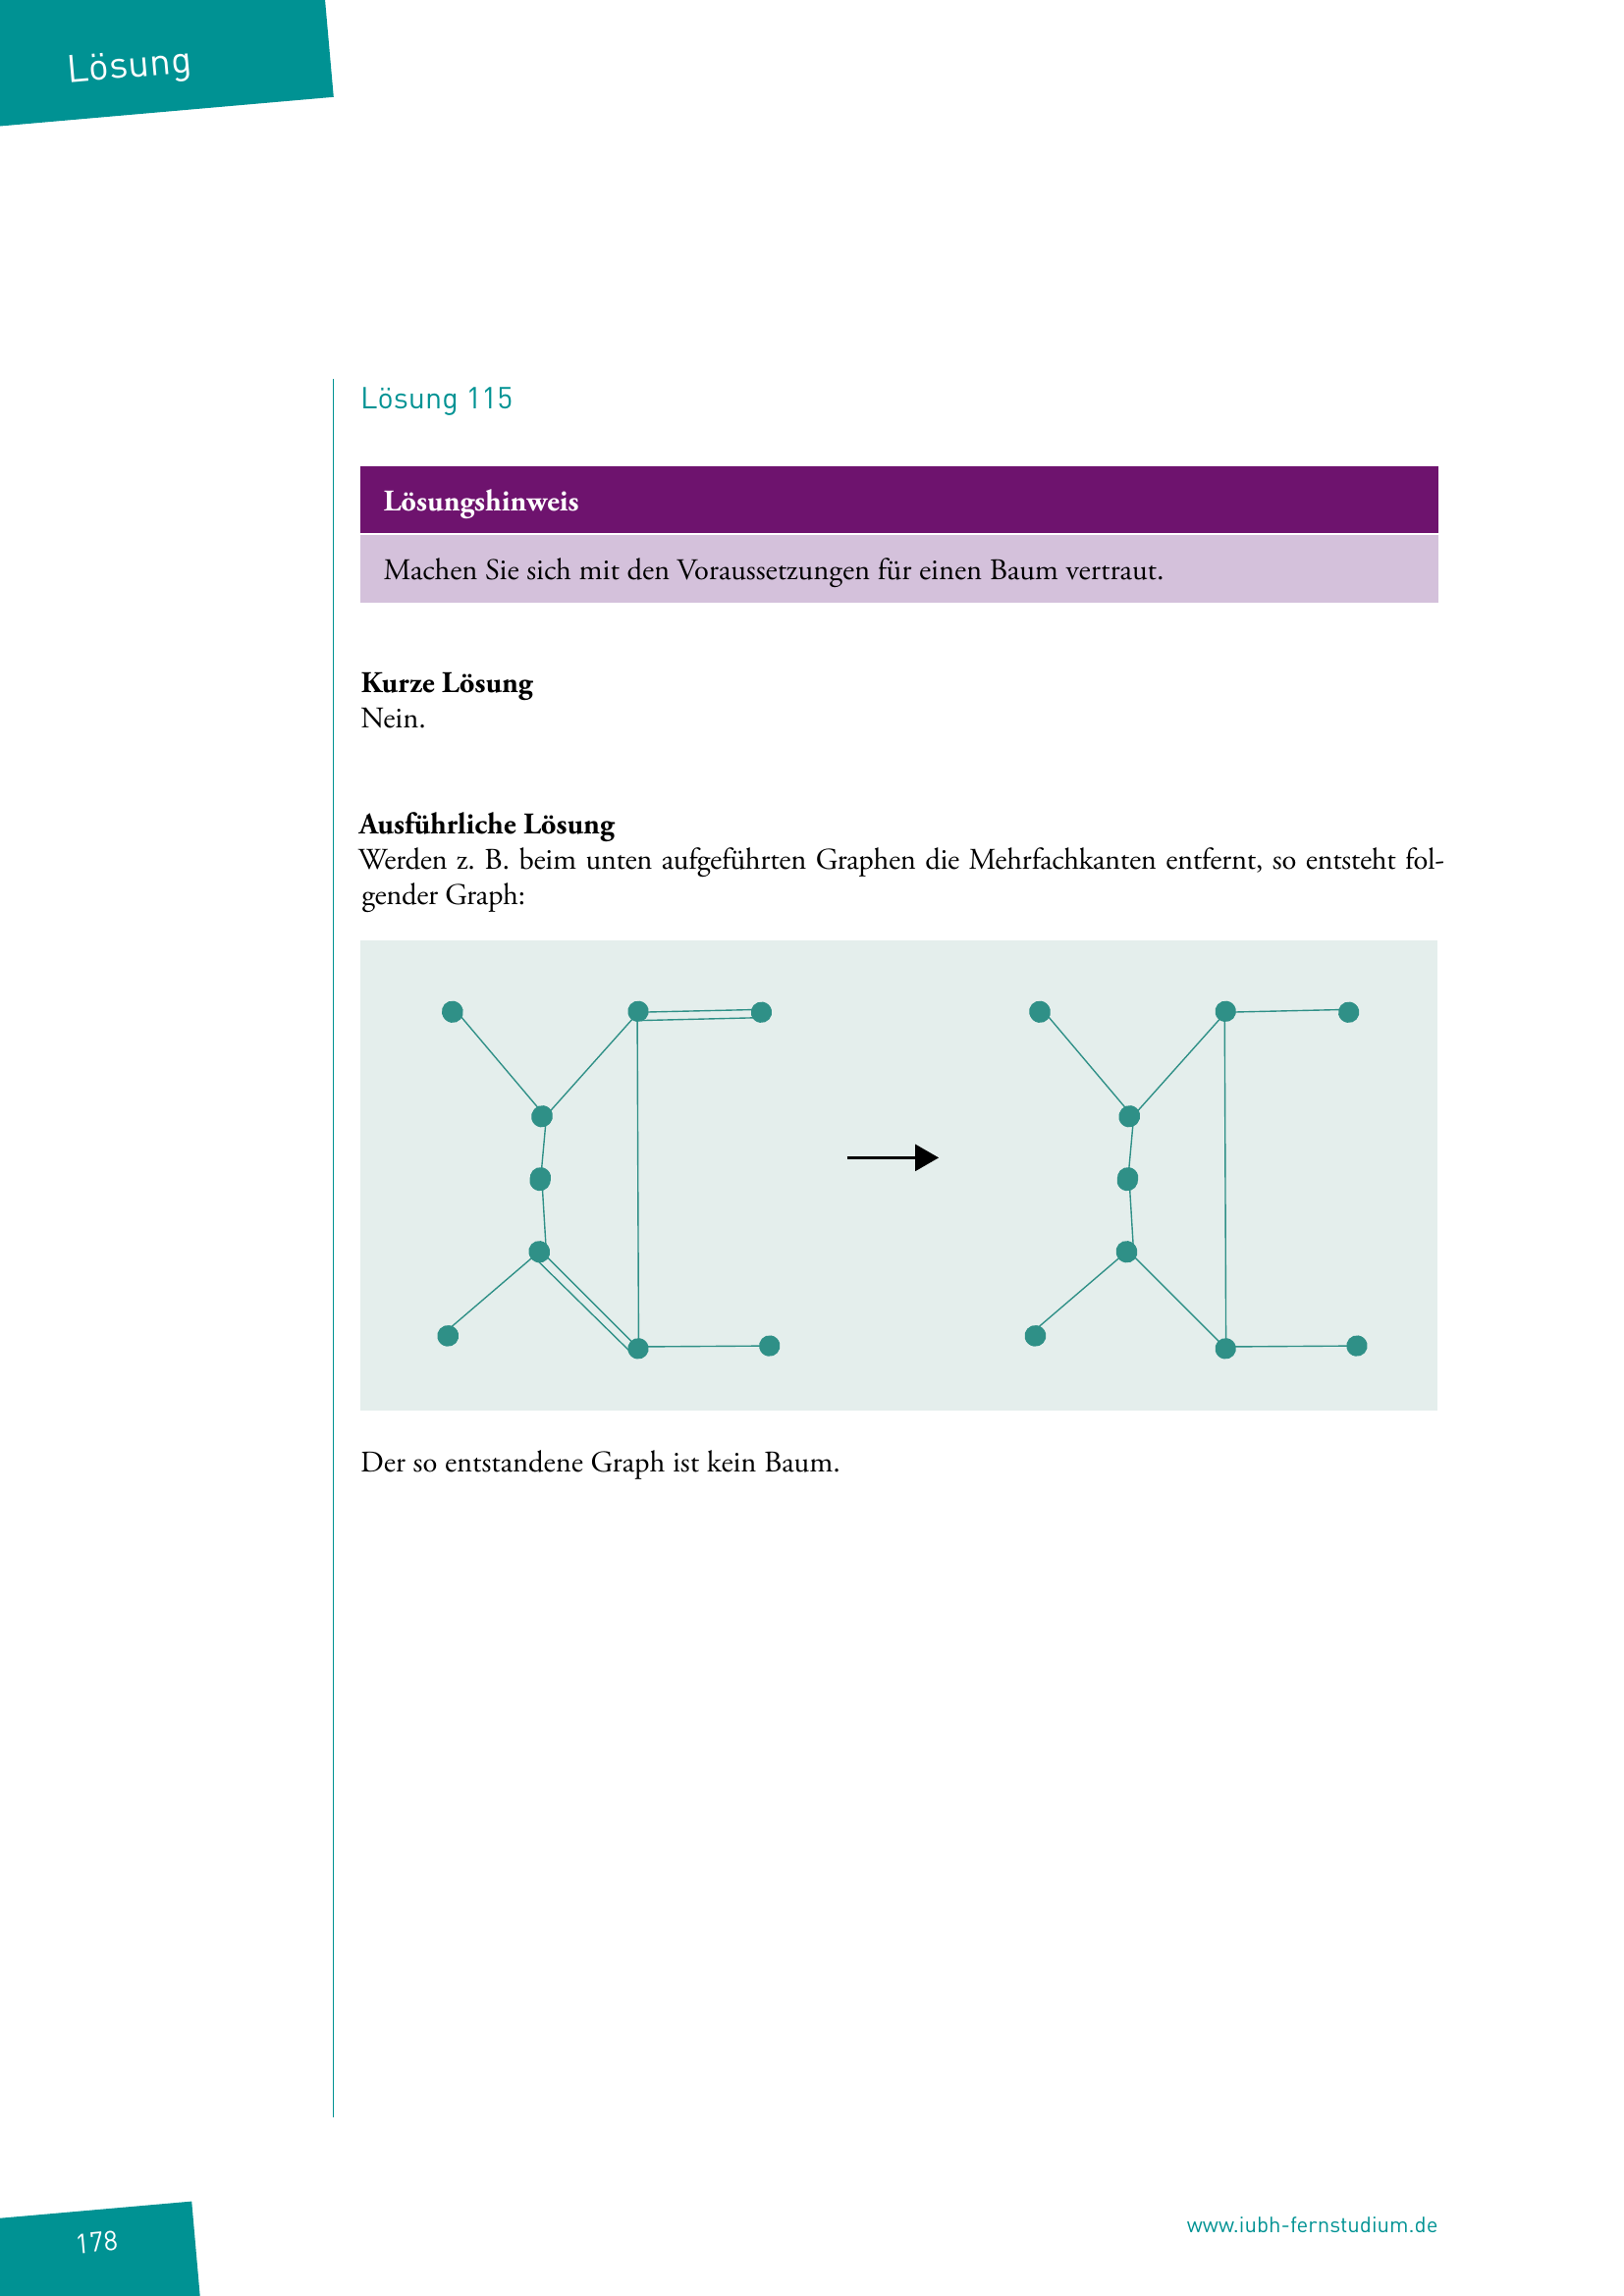 Lösung
Lösung 115
Lösungshinweis
Machen Sie sich mit den Voraussetzungen für einen Baum vertraut.
Kurze Lösung
Nein.
Ausführliche Lösung
Werden z. B. beim unten aufgeführten Graphen die Mehrfachkanten entfernt, so entsteht fol-
gender Graph:
Der so entstandene Graph ist kein Baum.
178
www.iubh-fernstudium.de